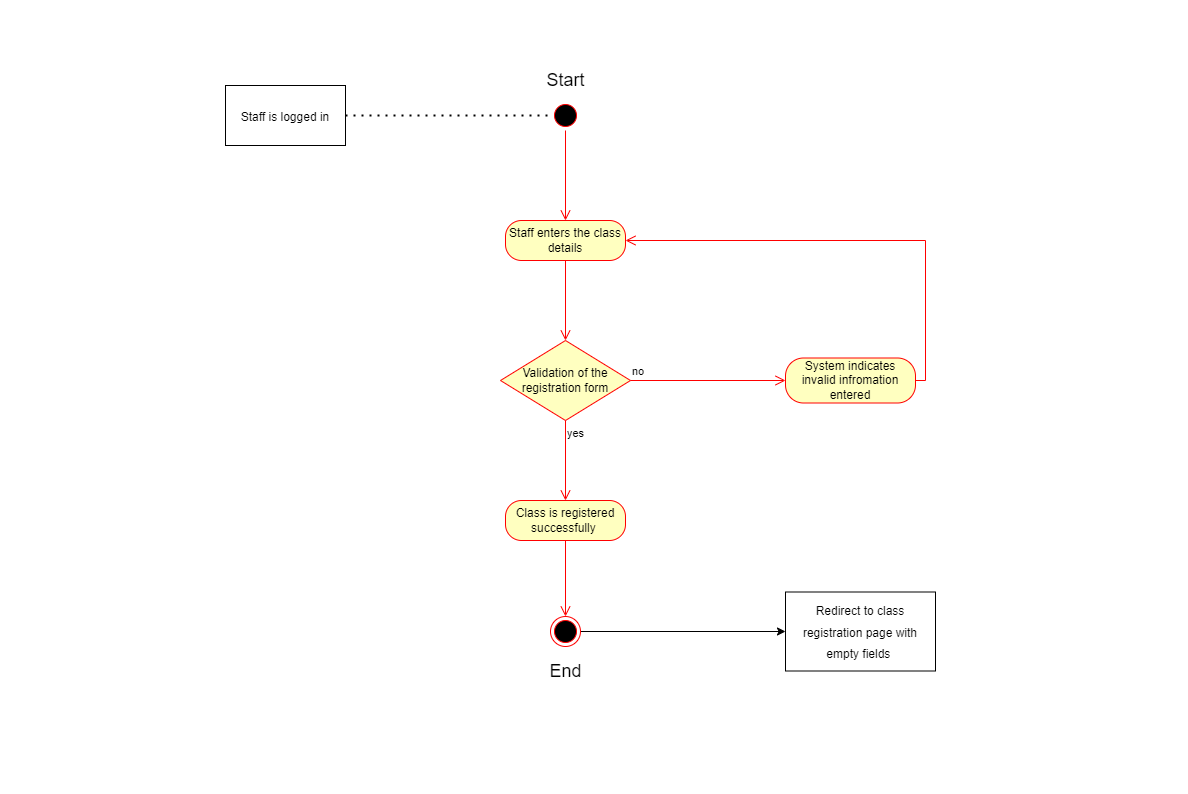 Start
Staff is logged in
Staff enters the class
details
Validation of the
registration form
no
System indicates
invalid infromation
entered
yes
Class is registered
successfully
Redirect to class
registration page with
empty fields
End